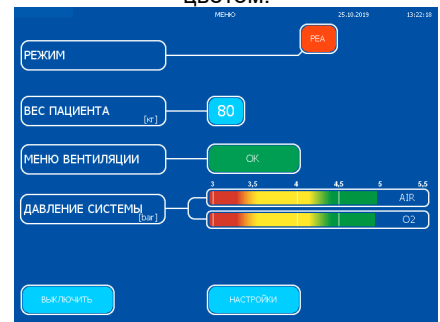 цветом.
МЕНЮ 25.10.2019 13:22:18
РЕЖИМ РЕА
ВЕС ПАЦИЕНТА [кг] 80
МЕНЮ ВЕНТИЛЯЦИИ ОК
3 3,5 4 4,5 5 5,5
ДАВЛЕНИЕ СИСТЕМЫ [bar] AIR
O2
ВЫКЛЮЧИТЬ НАСТРОЙКИ